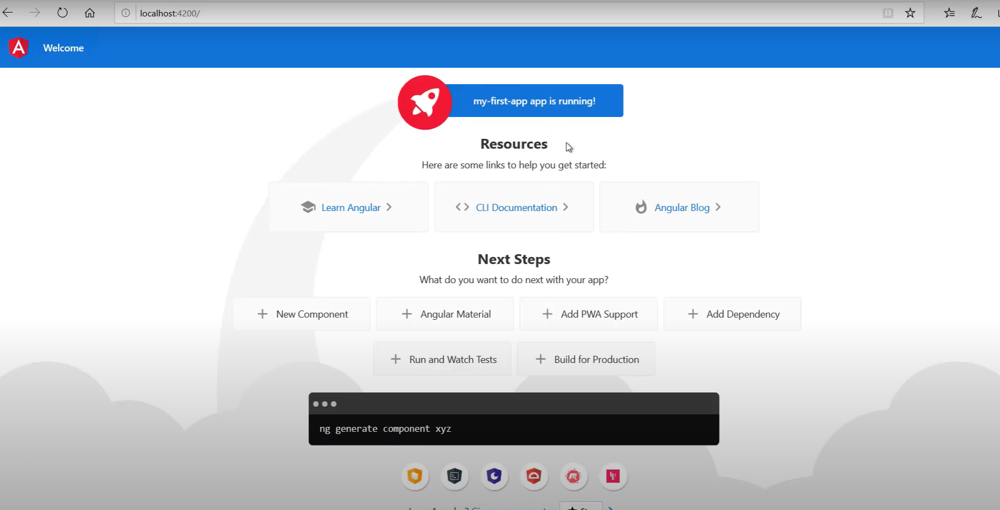 localhost:4200/
Welcome
my-first-app app is running!
Resources
Here are some links to help you get started:
Learn Angular
CLI Documentation
Angular Blog
Next Steps
What do you want to do next with your app?
New Component
Angular Material
Add PWA Support
Add Dependency
Run and Watch Tests
Build for Production
ng generate component xyz